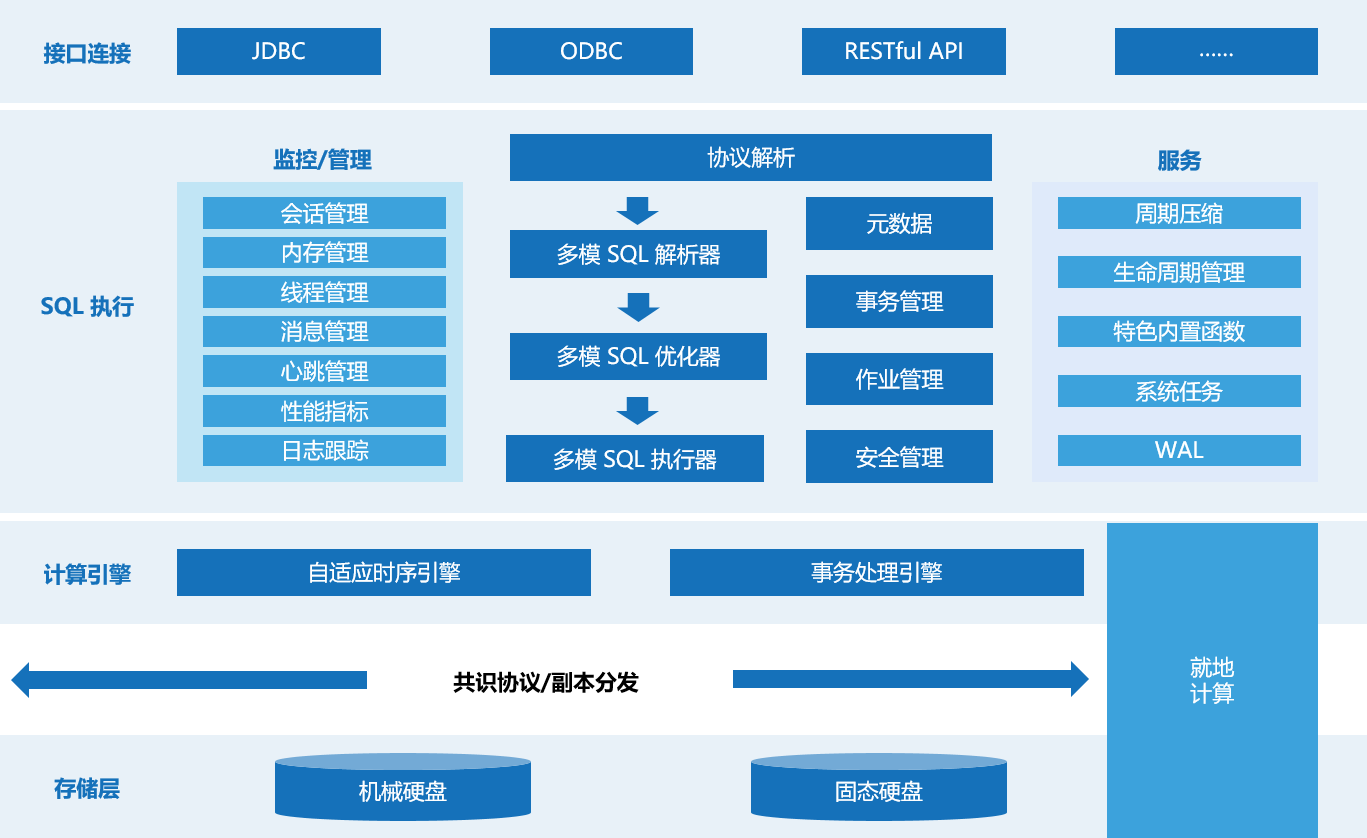 接口连接
JDBC
ODBC
RESTful API
......
SQL 执行
监控/管理
会话管理
内存管理
线程管理
消息管理
心跳管理
性能指标
日志跟踪
协议解析
多模 SQL 解析器
多模 SQL 优化器
多模 SQL 执行器
元数据
事务管理
作业管理
安全管理
服务
周期压缩
生命周期管理
特色内置函数
系统任务
WAL
计算引擎
自适应时序引擎
事务处理引擎
就地
计算
共识协议/副本分发
存储层
机械硬盘
固态硬盘